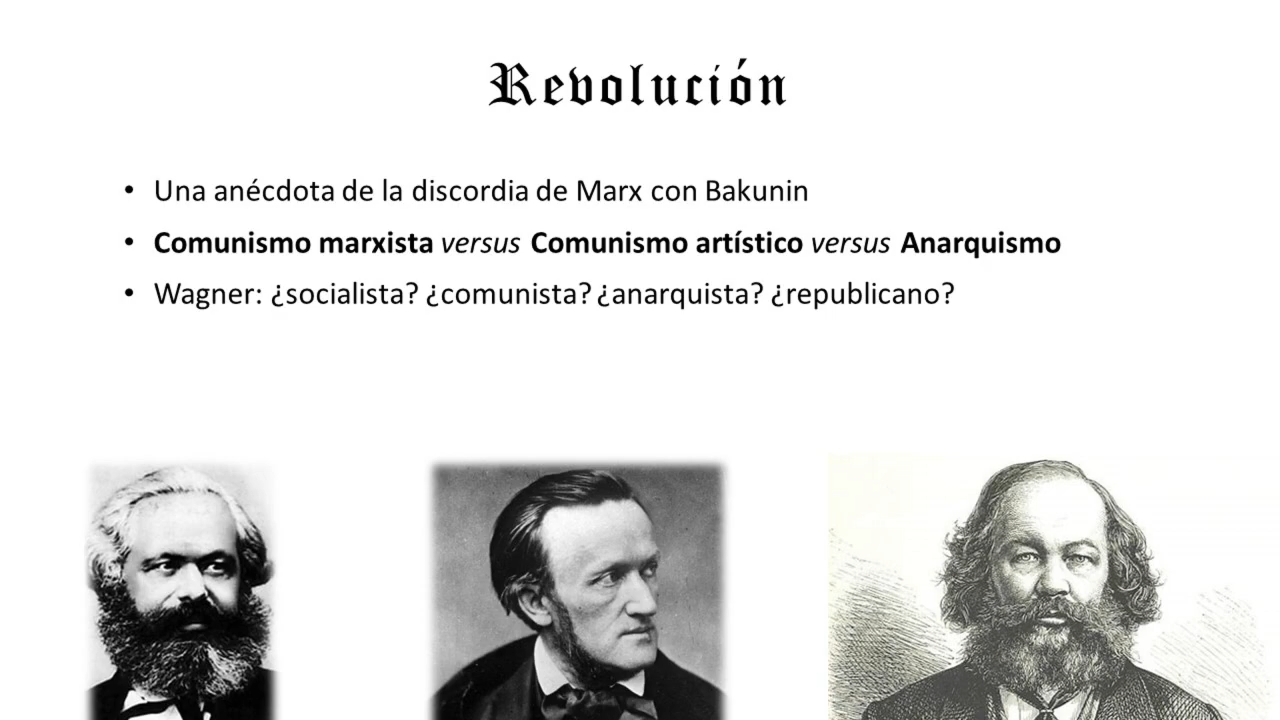 Revolución
• Una anécdota de la discordia de Marx con Bakunin
• Comunismo marxista versus Comunismo artístico versus Anarquismo
• Wagner: ¿socialista? ¿comunista? ¿anarquista? ¿republicano?